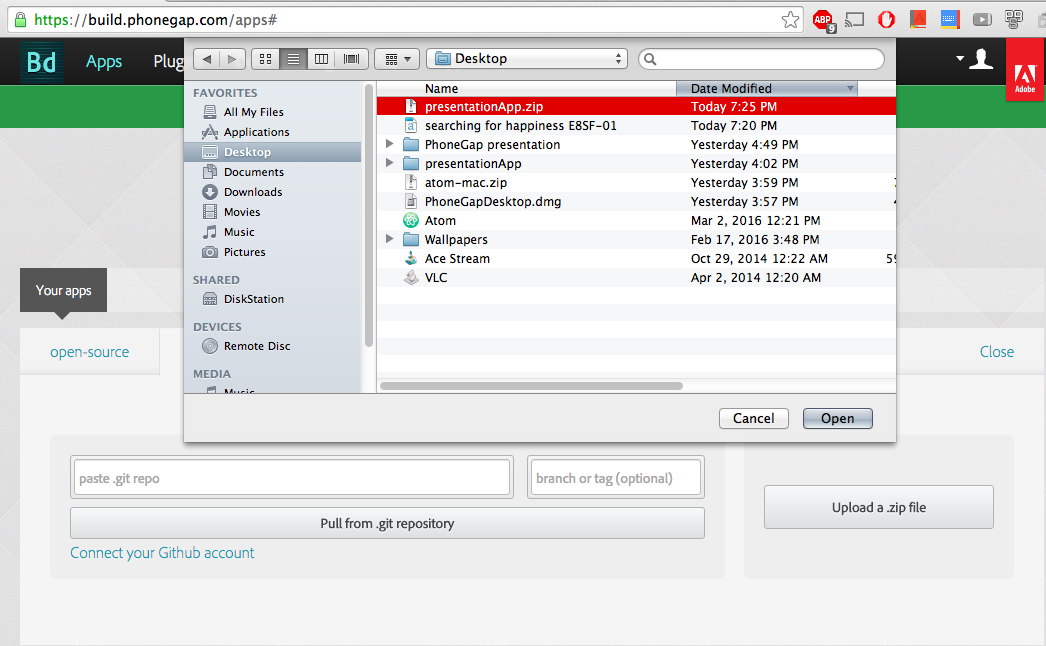 https://build.phonegap.com/apps#
ABP 9
Bd Apps Plug
Adobe
Desktop
FAVORITES
All My Files
Applications
Desktop
Documents
Downloads
Movies
Music
Pictures
SHARED
DiskStation
DEVICES
Remote Disc
MEDIA
Music
Name Date Modified
presentationApp.zip Today 7:25 PM
searching for happiness E8SF-01 Today 7:20 PM
PhoneGap presentation Yesterday 4:49 PM
presentationApp Yesterday 4:02 PM
atom-mac.zip Yesterday 3:59 PM
PhoneGapDesktop.dmg Yesterday 3:57 PM
Atom Mar 2, 2016 12:21 PM
Wallpapers Feb 17, 2016 3:48 PM
Ace Stream Oct 29, 2014 12:22 AM
VLC Apr 2, 2014 12:20 AM
Cancel Open
Your apps
open-source Close
paste .git repo branch or tag (optional)
Pull from .git repository
Connect your Github account
Upload a .zip file